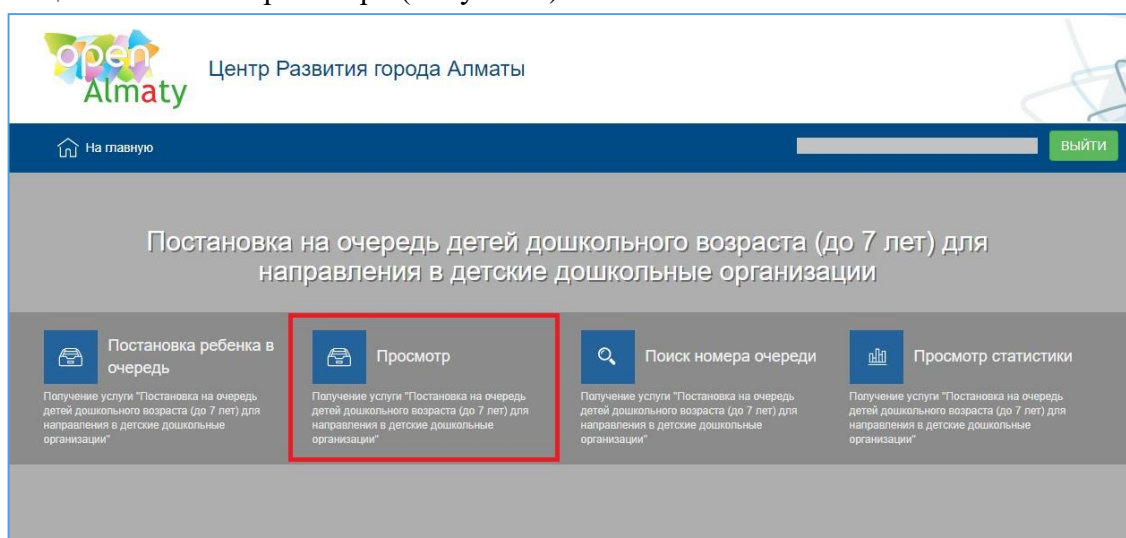 open
Almaty
Центр Развития города Алматы
На главную
ВЫЙТИ
Постановка на очередь детей дошкольного возраста (до 7 лет) для
направления в детские дошкольные организации
Постановка ребенка в
очередь
Получение услуги "Постановка на очередь
детей дошкольного возраста (до 7 лет) для
направления в детские дошкольные
организации"
Просмотр
Получение услуги "Постановка на очередь
детей дошкольного возраста (до 7 лет) для
направления в детские дошкольные
организации"
Поиск номера очереди
Получение услуги "Постановка на очередь
детей дошкольного возраста (до 7 лет) для
направления в детские дошкольные
организации"
Просмотр статистики
Получение услуги "Постановка на очередь
детей дошкольного возраста (до 7 лет) для
направления в детские дошкольные
организации"